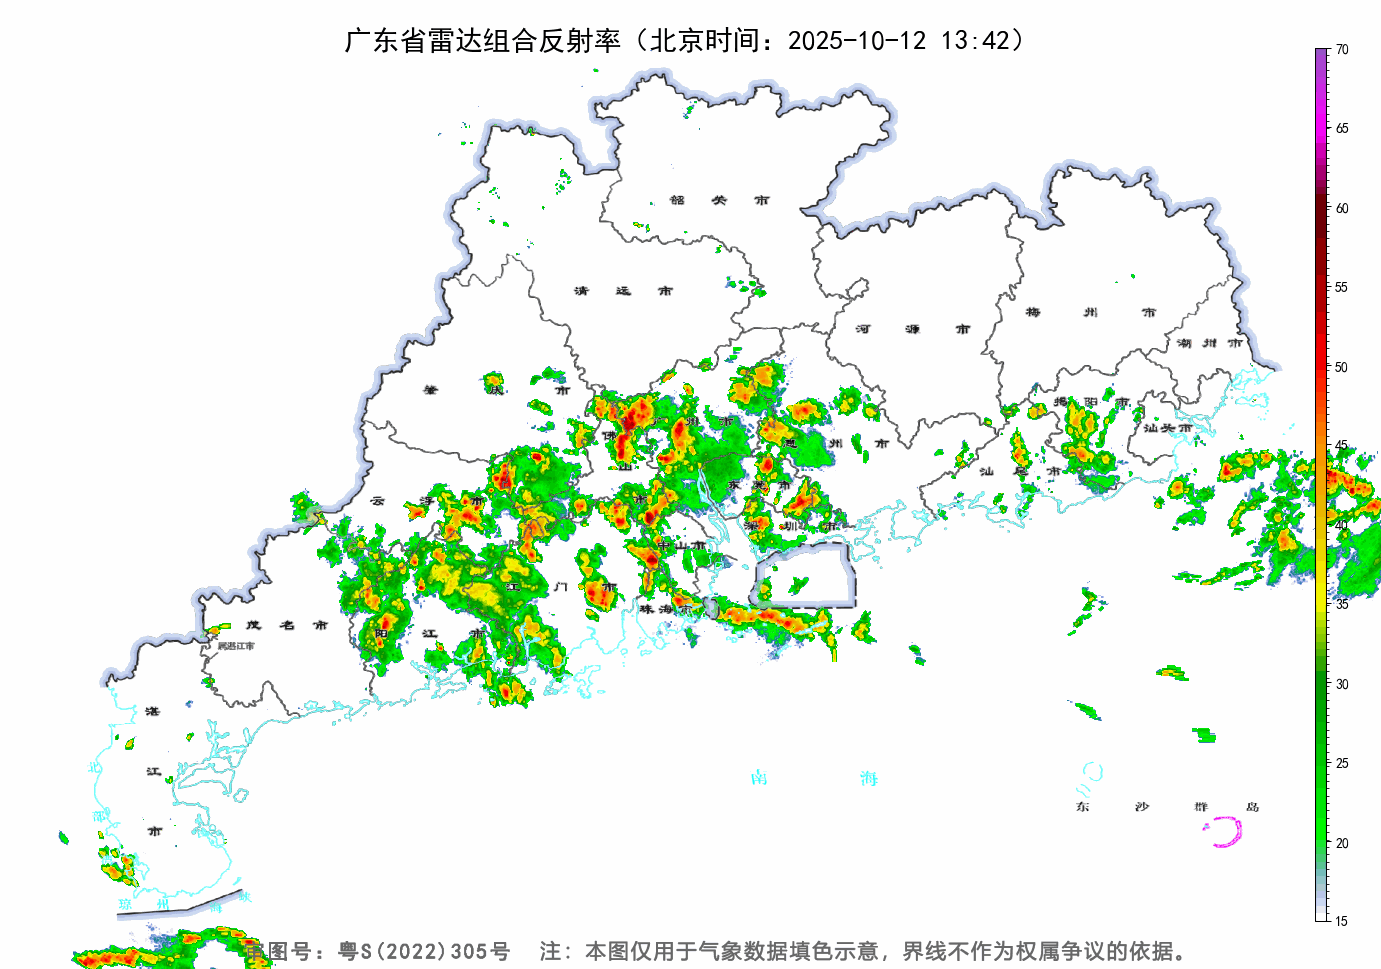 广东省雷达组合反射率（北京时间：2025-10-12 13:42）
70
65
60
55
50
45
40
35
30
25
20
15
韶关市
清远市
河源市
梅州市
潮州市
肇庆市
揭阳市
汕头市
广州市
佛山市
惠州市
汕尾市
东莞市
云浮市
深圳市
中山市
江门市
珠海市
茂名市
阳江市
属湛江市
湛江市
北部
南海
东沙群岛
琼州海峡
审图号：粤S(2022)305号 注：本图仅用于气象数据填色示意，界线不作为权属争议的依据。